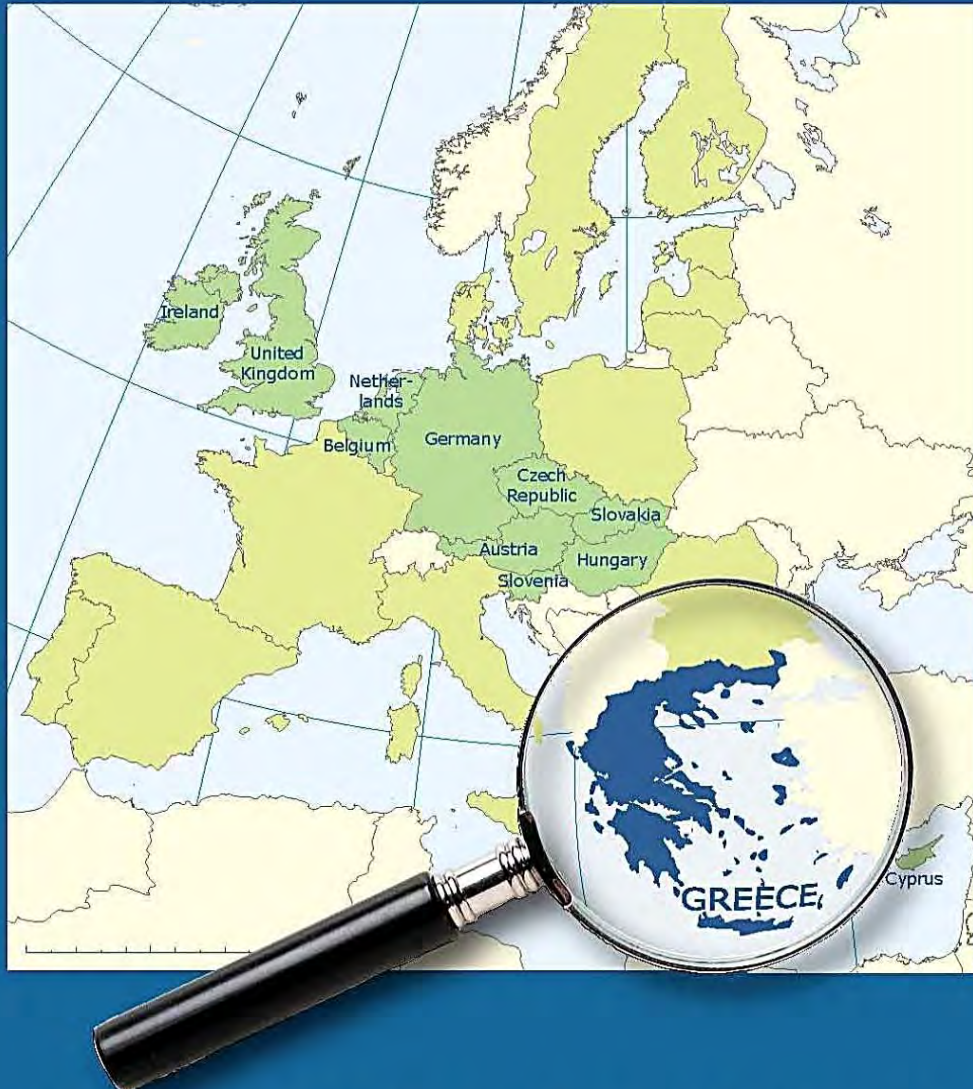 Ireland
United
Kingdom
Nether-
lands
Belgium
Germany
Czech
Republic
Slovakia
Austria
Hungary
Slovenia
GREECE
Cyprus